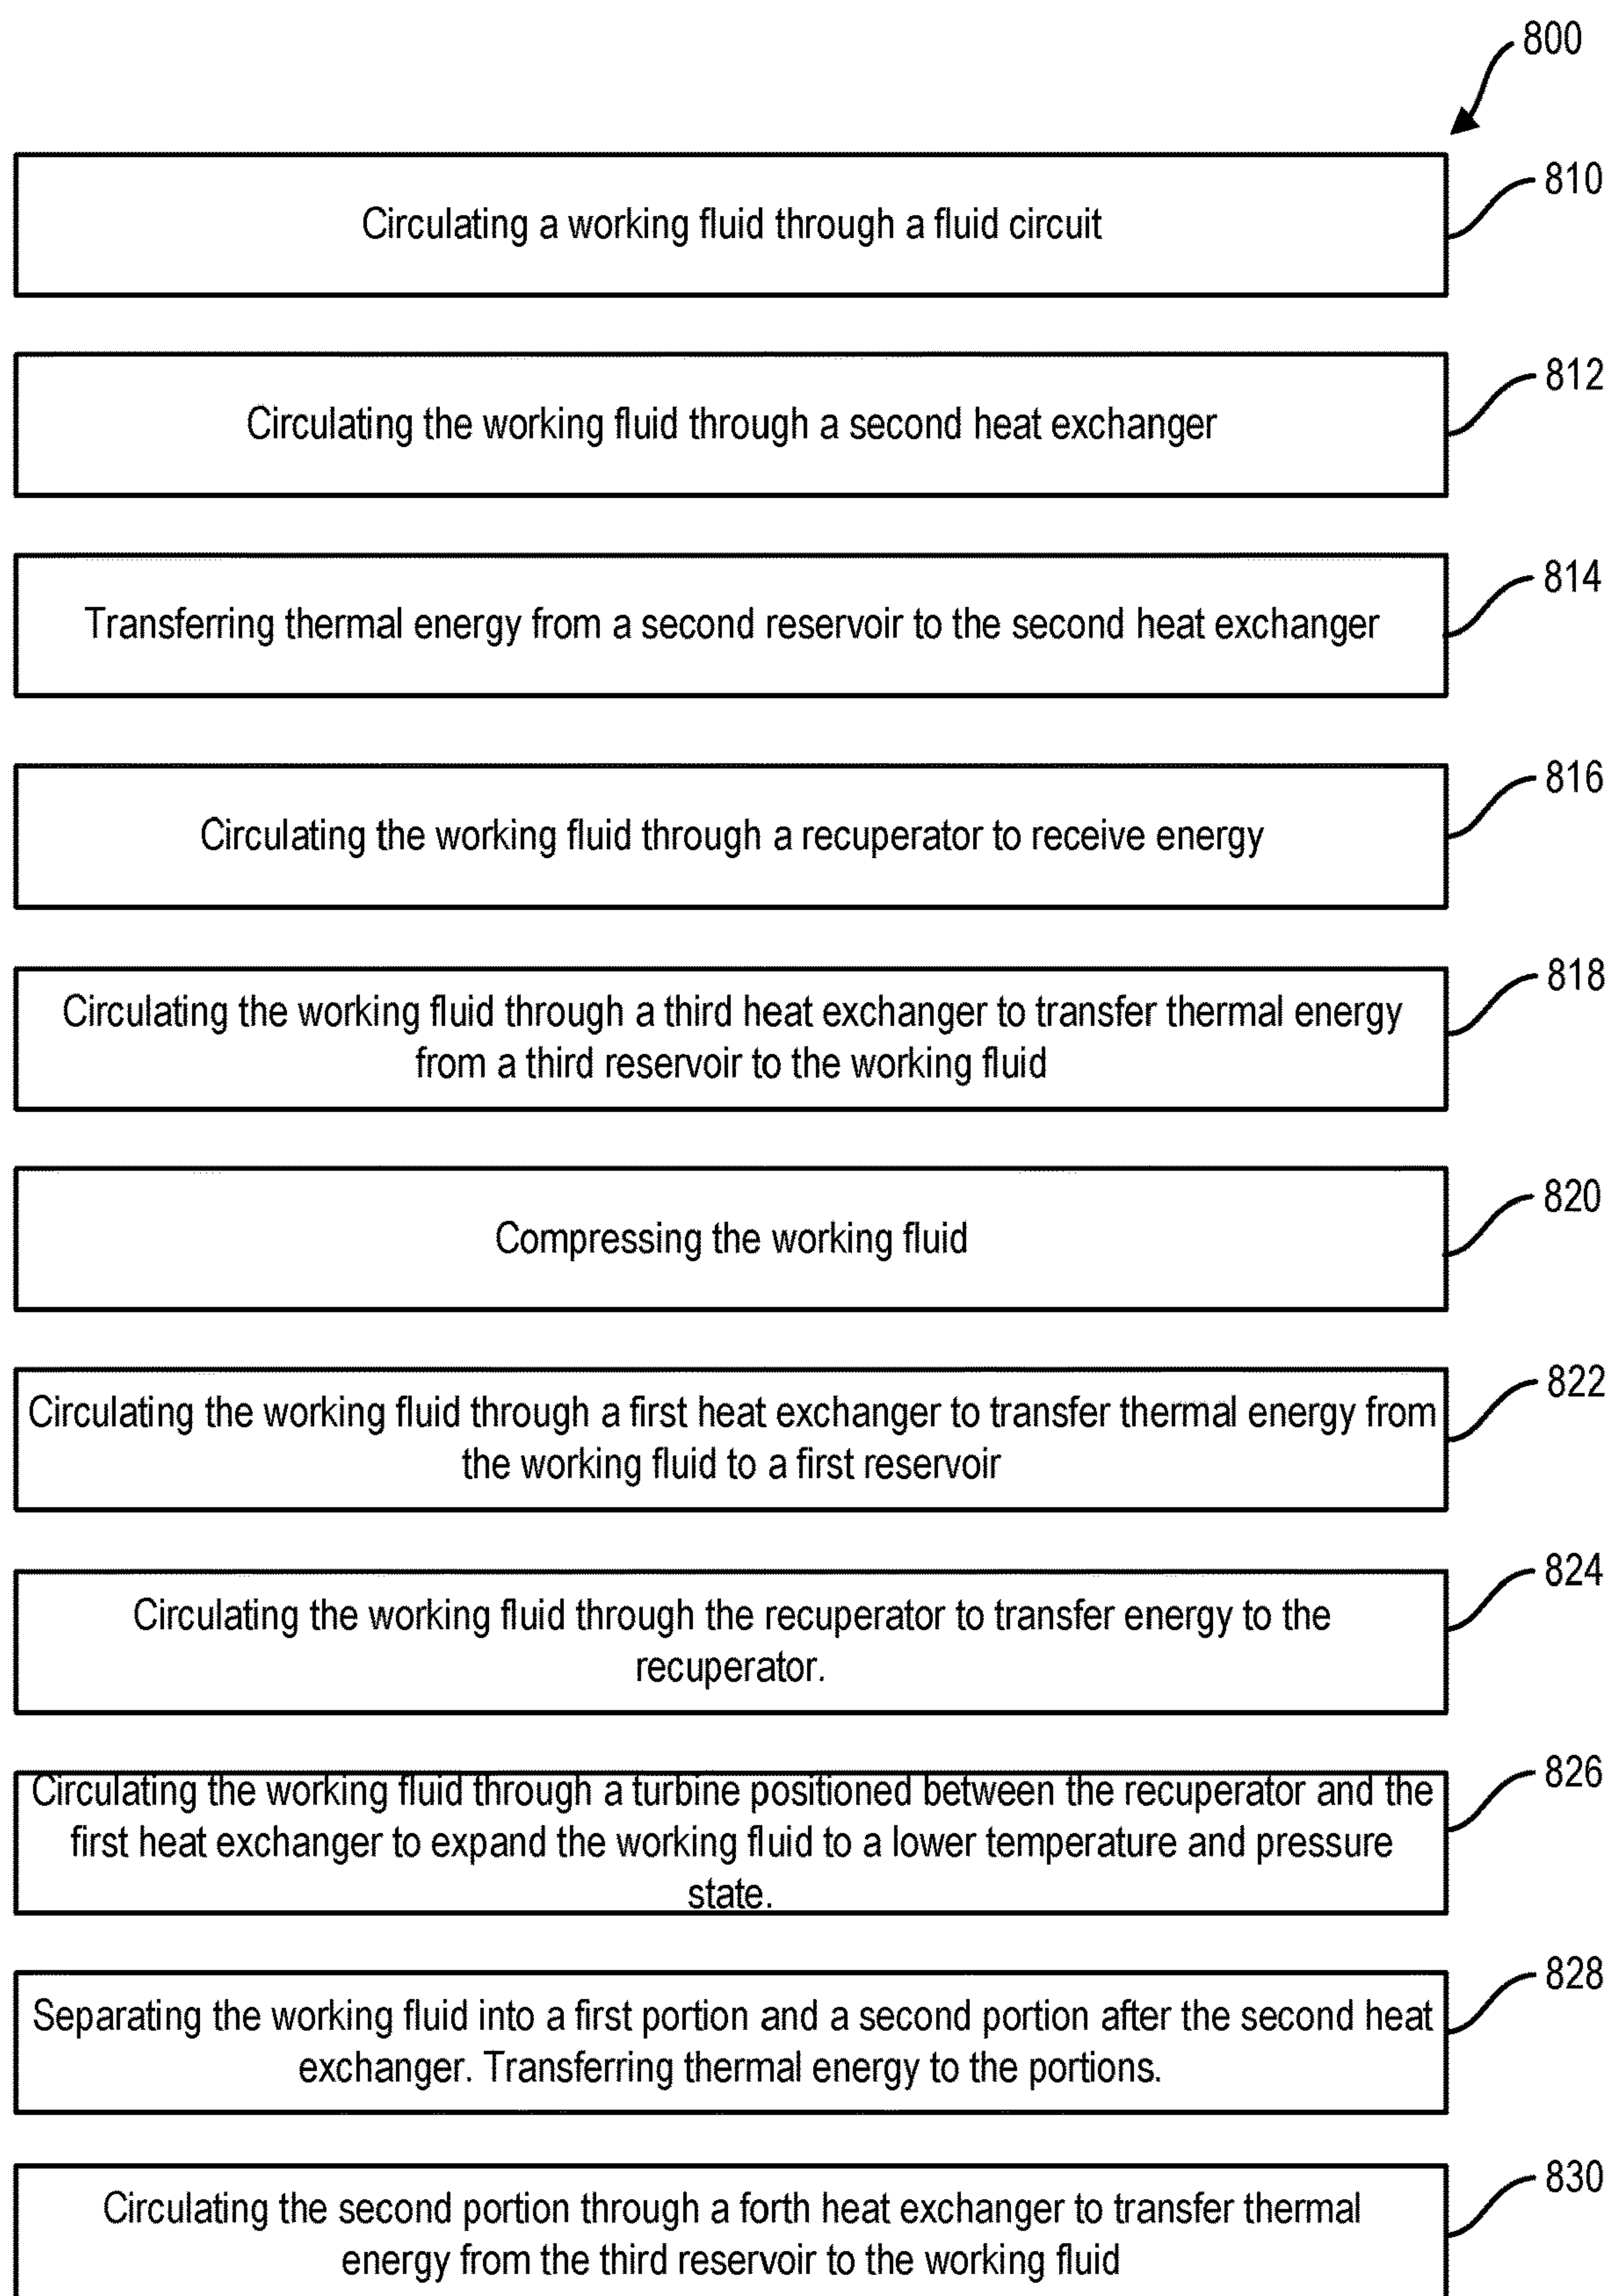 800
810
Circulating a working fluid through a fluid circuit
812
Circulating the working fluid through a second heat exchanger
814
Transferring thermal energy from a second reservoir to the second heat exchanger
816
Circulating the working fluid through a recuperator to receive energy
818
Circulating the working fluid through a third heat exchanger to transfer thermal energy
from a third reservoir to the working fluid
820
Compressing the working fluid
822
Circulating the working fluid through a first heat exchanger to transfer thermal energy from
the working fluid to a first reservoir
824
Circulating the working fluid through the recuperator to transfer energy to the
recuperator.
826
Circulating the working fluid through a turbine positioned between the recuperator and the
first heat exchanger to expand the working fluid to a lower temperature and pressure
state.
828
Separating the working fluid into a first portion and a second portion after the second heat
exchanger. Transferring thermal energy to the portions.
830
Circulating the second portion through a forth heat exchanger to transfer thermal
energy from the third reservoir to the working fluid